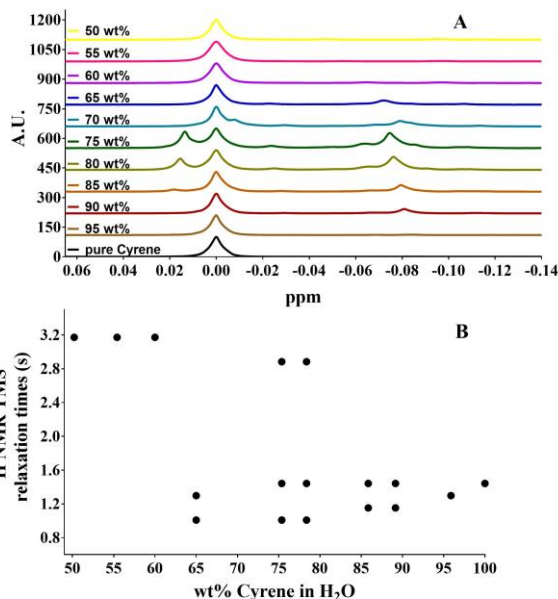 A
1200
1050
900
750
600
450
300
150
0
A.U.
50 wt%
55 wt%
60 wt%
65 wt%
70 wt%
75 wt%
80 wt%
85 wt%
90 wt%
95 wt%
pure Cyrene
0.06 0.04 0.02 0.00 -0.02 -0.04 -0.06 -0.08 -0.10 -0.12 -0.14
ppm
B
3.2
2.8
2.4
2.0
1.6
1.2
0.8
relaxation times (s)
50 55 60 65 70 75 80 85 90 95 100
wt% Cyrene in H₂O